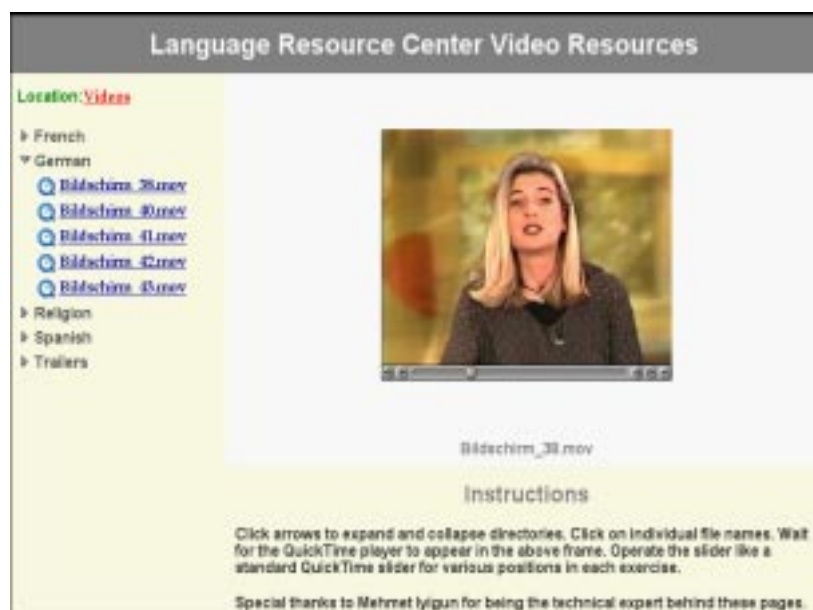 Language Resource Center Video Resources
Location:Videos
French
German
Bildschirm_38.mov
Bildschirm_40.mov
Bildschirm_41.mov
Bildschirm_42.mov
Bildschirm_43.mov
Religion
Spanish
Trailers
Bildschirm_38.mov
Instructions
Click arrows to expand and collapse directories. Click on individual file names. Wait
for the QuickTime player to appear in the above frame. Operate the slider like a
standard QuickTime slider for various positions in each exercise.
Special thanks to Mehmet Iyigun for being the technical expert behind these pages.